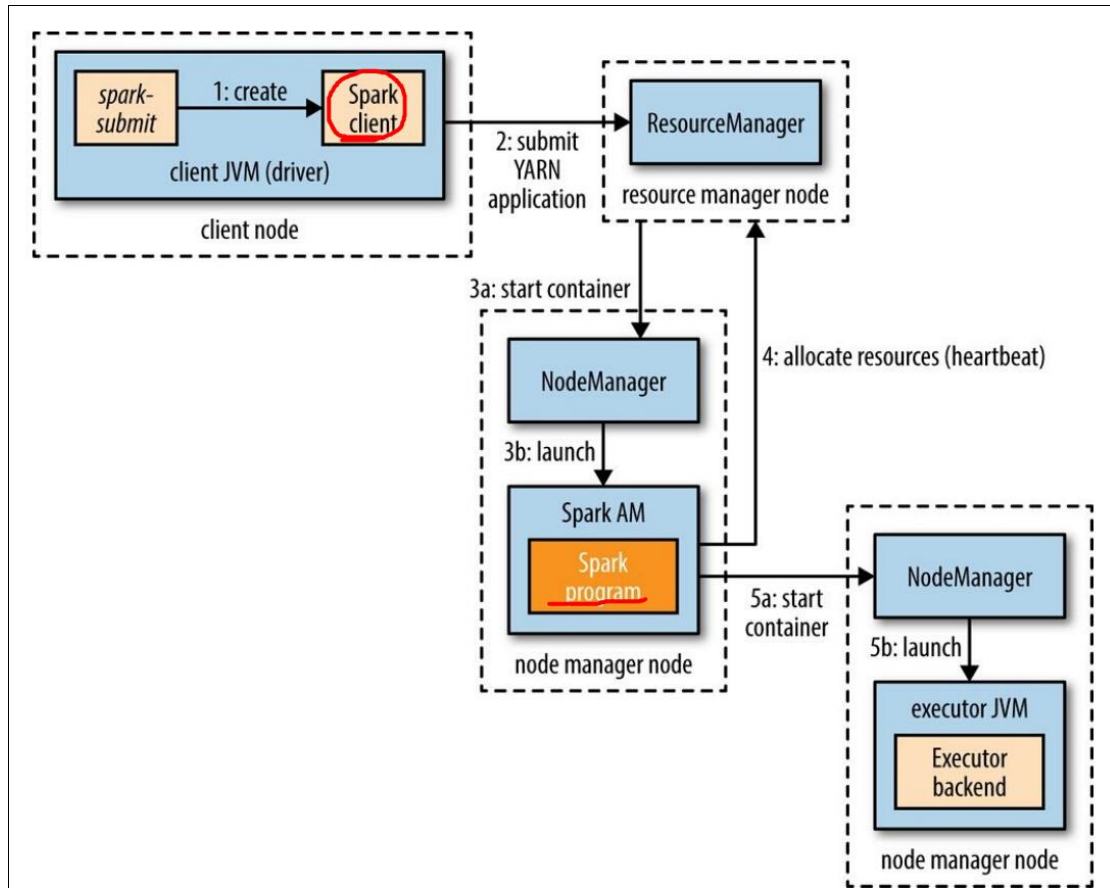 spark-
submit
1: create
Spark
client
client JVM (driver)
client node
2: submit
YARN
application
ResourceManager
resource manager node
3a: start container
4: allocate resources (heartbeat)
NodeManager
3b: launch
Spark AM
Spark
program
node manager node
5a: start
container
NodeManager
5b: launch
executor JVM
Executor
backend
node manager node